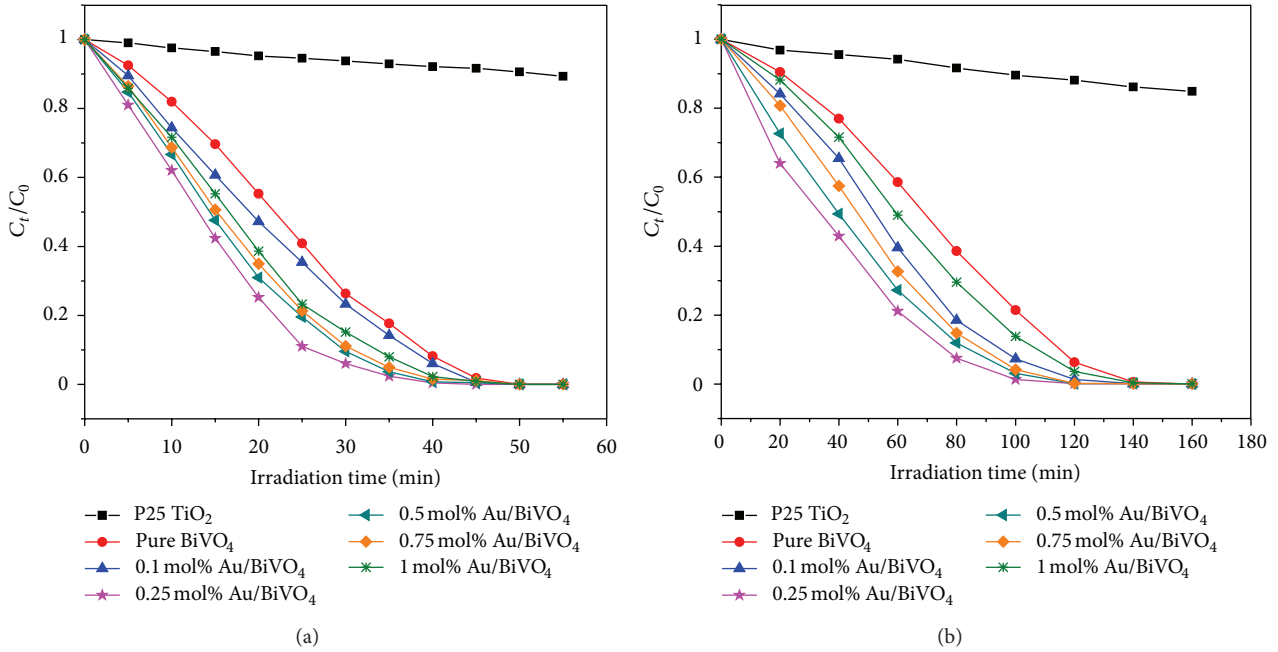 1
0.8
0.6
0.4
0.2
0
C_t/C_0
0 10 20 30 40 50 60
Irradiation time (min)
P25 TiO₂
Pure BiVO₄
0.1 mol% Au/BiVO₄
0.25 mol% Au/BiVO₄
0.5 mol% Au/BiVO₄
0.75 mol% Au/BiVO₄
1 mol% Au/BiVO₄
(a)
1
0.8
0.6
0.4
0.2
0
C_t/C_0
0 20 40 60 80 100 120 140 160 180
Irradiation time (min)
P25 TiO₂
Pure BiVO₄
0.1 mol% Au/BiVO₄
0.25 mol% Au/BiVO₄
0.5 mol% Au/BiVO₄
0.75 mol% Au/BiVO₄
1 mol% Au/BiVO₄
(b)